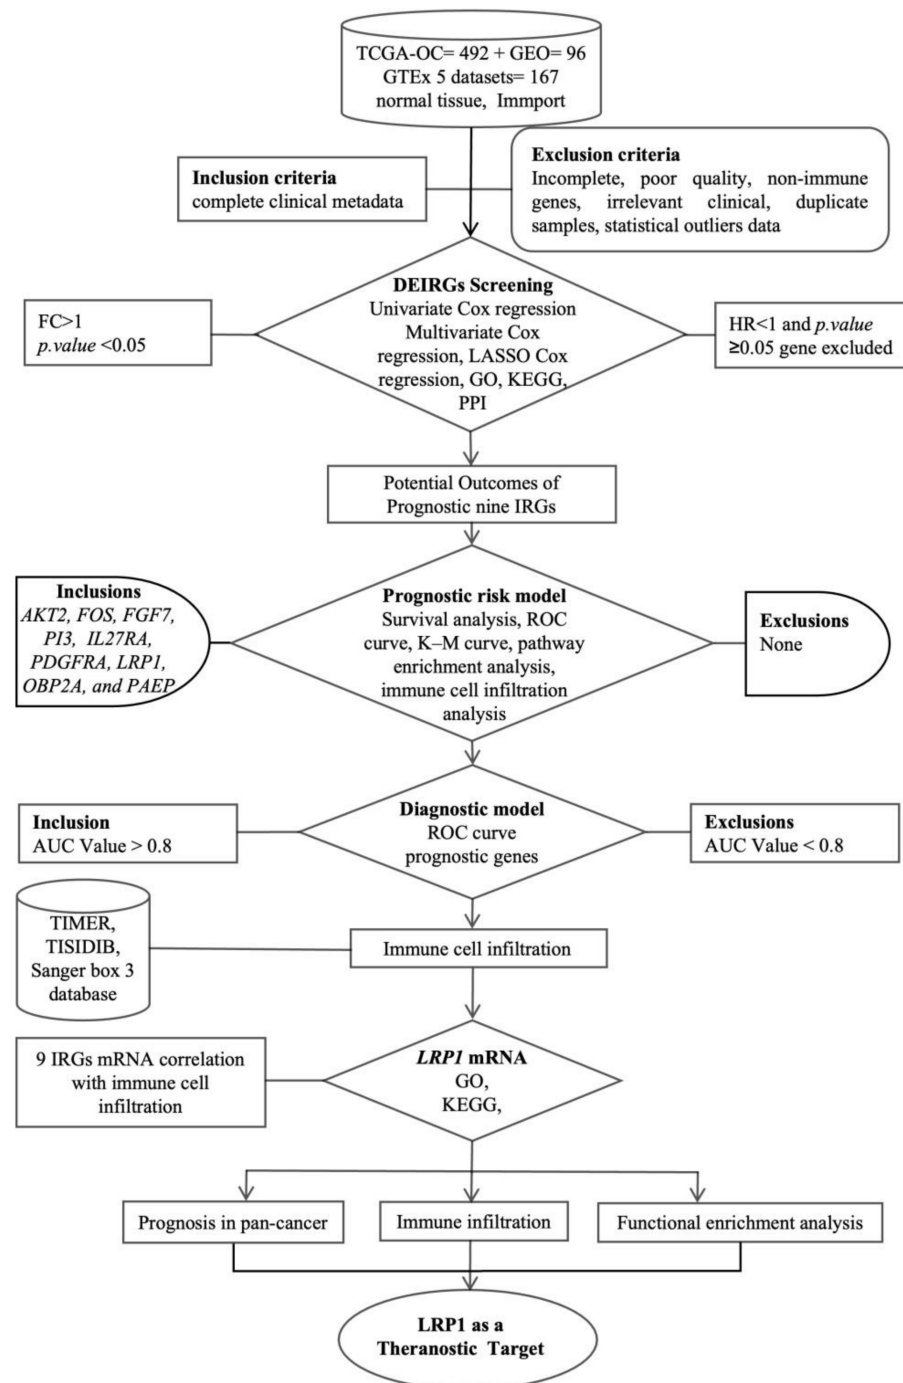 TCGA-OC= 492 + GEO= 96
GTEx 5 datasets= 167
normal tissue, Immport
Inclusion criteria
complete clinical metadata
Exclusion criteria
Incomplete, poor quality, non-immune
genes, irrelevant clinical, duplicate
samples, statistical outliers data
DEIRGs Screening
Univariate Cox regression
Multivariate Cox
regression, LASSO Cox
regression, GO, KEGG,
PPI
FC>1
p.value <0.05
HR<1 and p.value
≥0.05 gene excluded
Potential Outcomes of
Prognostic nine IRGs
Inclusions
AKT2, FOS, FGF7,
PI3, IL27RA,
PDGFRA, LRP1,
OBP2A, and PAEP
Prognostic risk model
Survival analysis, ROC
curve, K–M curve, pathway
enrichment analysis,
immune cell infiltration
analysis
Exclusions
None
Inclusion
AUC Value > 0.8
Diagnostic model
ROC curve
prognostic genes
Exclusions
AUC Value < 0.8
TIMER,
TISIDIB,
Sanger box 3
database
Immune cell infiltration
9 IRGs mRNA correlation
with immune cell
infiltration
LRP1 mRNA
GO,
KEGG,
Prognosis in pan-cancer
Immune infiltration
Functional enrichment analysis
LRP1 as a
Theranostic Target